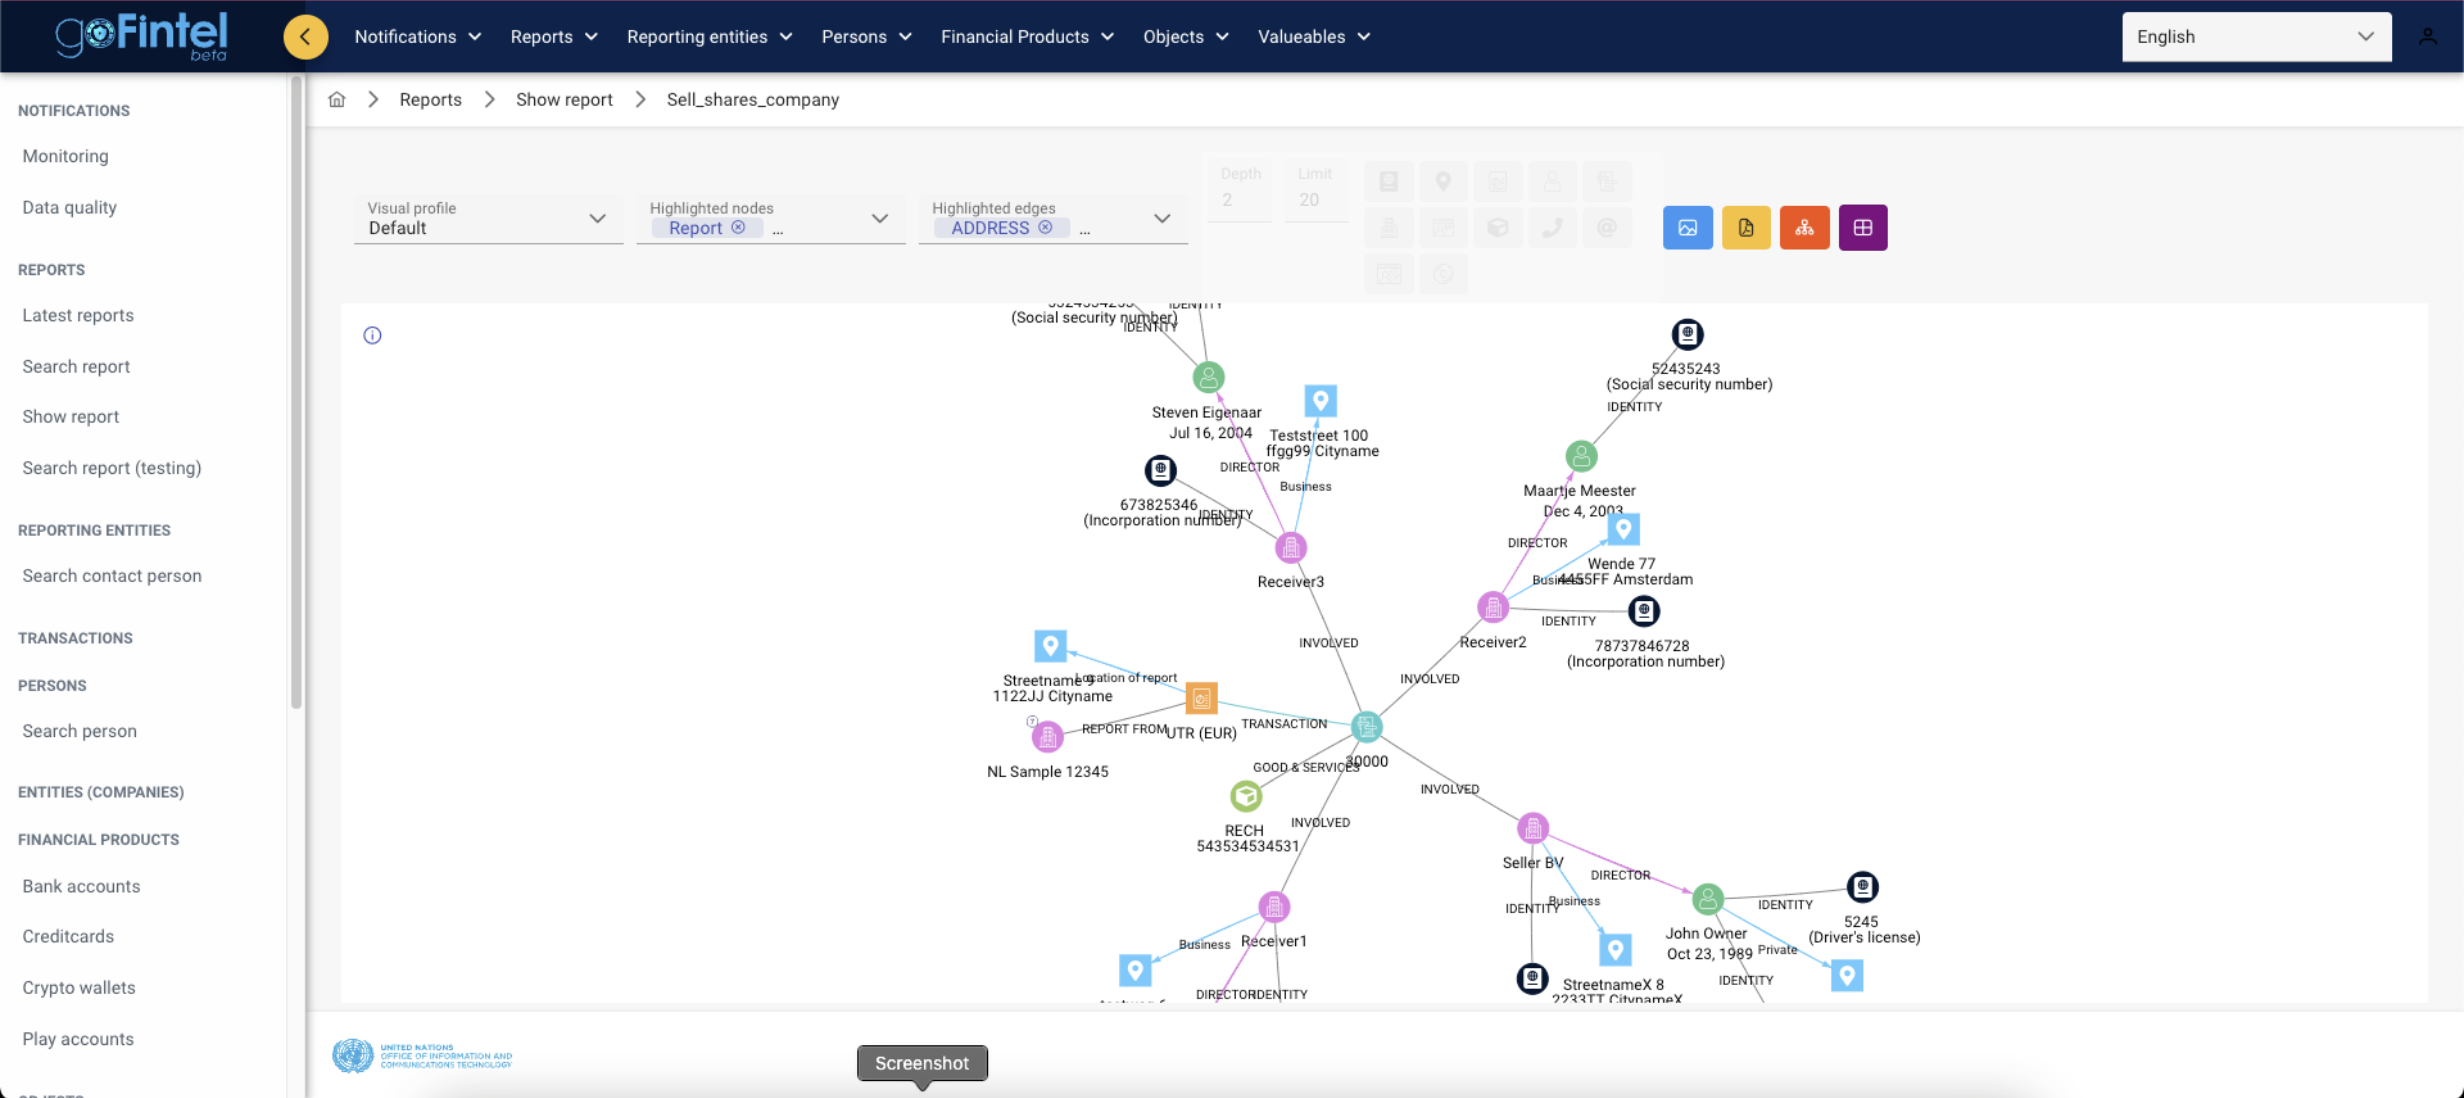 goFintel
beta
Notifications
Reports
Reporting entities
Persons
Financial Products
Objects
Valueables
English
Reports
Show report
Sell_shares_company
NOTIFICATIONS
Monitoring
Data quality
REPORTS
Latest reports
Search report
Show report
Search report (testing)
REPORTING ENTITIES
Search contact person
TRANSACTIONS
PERSONS
Search person
ENTITIES (COMPANIES)
FINANCIAL PRODUCTS
Bank accounts
Creditcards
Crypto wallets
Play accounts
Visual profile
Default
Highlighted nodes
Report
...
Highlighted edges
ADDRESS
...
Depth
2
Limit
20
IDENTITY
(Social security number)
IDENTITY
Steven Eigenaar
Jul 16, 2004
Teststreet 100
ffgg99 Cityname
DIRECTOR
Business
673825346
(Incorporation number)
IDENTITY
Receiver3
INVOLVED
52435243
(Social security number)
IDENTITY
Maartje Meester
Dec 4, 2003
DIRECTOR
Wende 77
4455FF Amsterdam
Business
IDENTITY
Receiver2
78737846728
(Incorporation number)
INVOLVED
Streetname 9
1122JJ Cityname
Location of report
REPORT FROM
UTR (EUR)
TRANSACTION
7
NL Sample 12345
30000
GOOD & SERVICES
RECH
543534534531
INVOLVED
INVOLVED
Seller BV
DIRECTOR
Business
IDENTITY
John Owner
Oct 23, 1989
IDENTITY
5245
(Driver's license)
Private
IDENTITY
StreetnameX 8
2233TT CitynameX
Receiver1
Business
DIRECTOR
IDENTITY
UNITED NATIONS
OFFICE OF INFORMATION AND
COMMUNICATIONS TECHNOLOGY
Screenshot